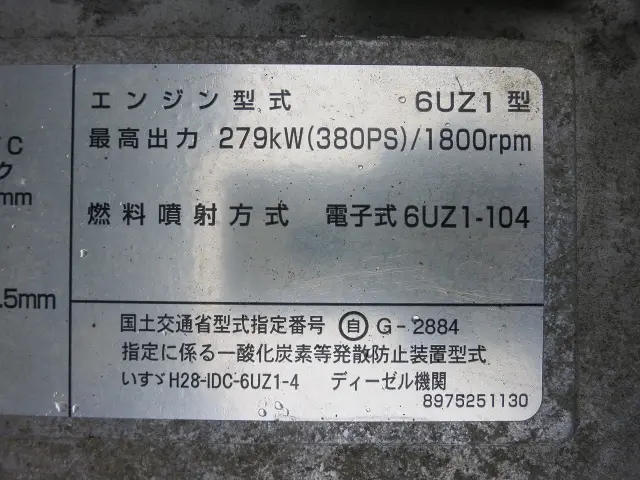 エンジン型式 6UZ1型
最高出力 279kW(380PS)/1800rpm
C
ク
mm
燃料噴射方式 電子式6UZ1-104
.5mm
国土交通省型式指定番号 自 G-2884
指定に係る一酸化炭素等発散防止装置型式
いすゞH28-IDC-6UZ1-4 ディーゼル機関
8975251130